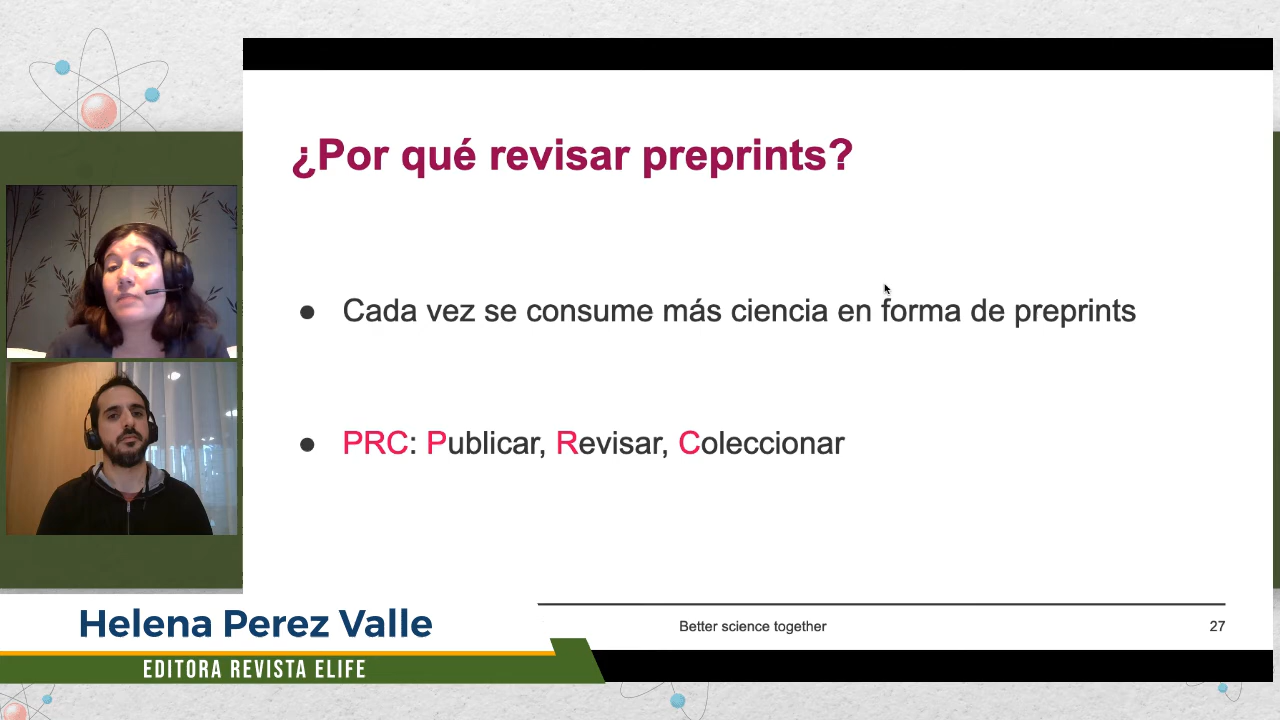 ¿Por qué revisar preprints?
● Cada vez se consume más ciencia en forma de preprints
● PRC: Publicar, Revisar, Coleccionar
Better science together
27
Helena Perez Valle
EDITORA REVISTA ELIFE